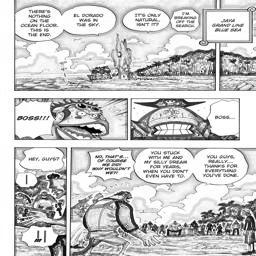 THERE'S
NOTHING
ON THE
OCEAN FLOOR.
THIS IS
THE END.
EL DORADO
WAS IN
THE SKY.
IT'S ONLY
NATURAL,
ISN'T IT?
I'M
BREAKING
OFF THE
SEARCH.
JAYA
GRAND LINE
BLUE SEA
BOSS!!!
BOSS...
HEY, GUYS?
NO, THAT'S...
OF COURSE
WE DID!
WHY WOULDN'T
WE?!
YOU STUCK
WITH ME AND
MY SILLY DREAM
FOR YEARS,
WHEN YOU DIDN'T
EVEN HAVE TO.
YOU GUYS,
REALLY...
THANKS FOR
EVERYTHING
YOU'VE DONE.